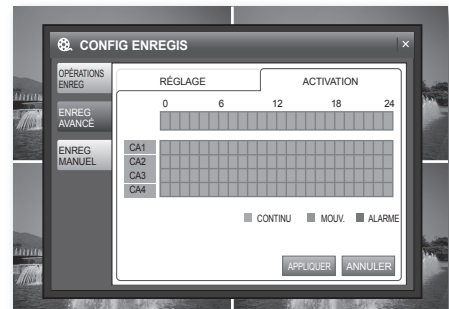 CONFIG ENREGIS
×
OPÉRATIONS
ENREG
ENREG
AVANCÉ
ENREG
MANUEL
RÉGLAGE
ACTIVATION
0 6 12 18 24
CA1
CA2
CA3
CA4
CONTINU MOUV. ALARME
APPLIQUER ANNULER